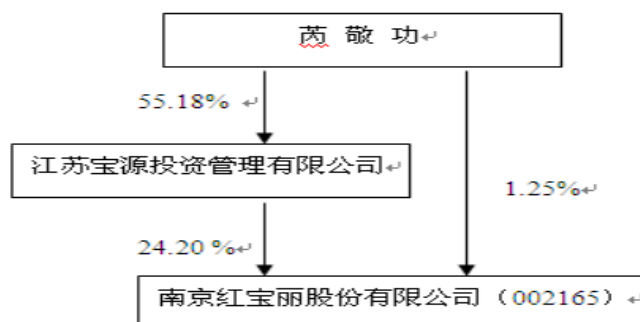 芮 敬 功
55.18%
江苏宝源投资管理有限公司
1.25%
24.20 %
南京红宝丽股份有限公司（002165）